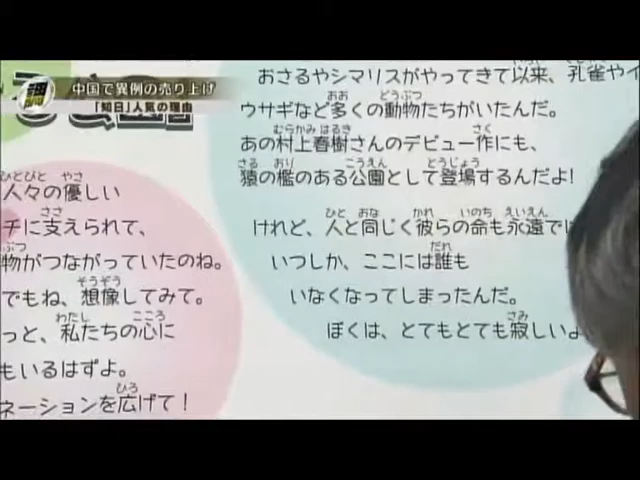 調
中国で異例の売り上げ
「知日」人気の理由
おさるやシマリスがやってきて以来、孔雀やイ
ウサギなど多くの動物たちがいたんだ。
あの村上春樹さんのデビュー作にも、
猿の檻のある公園として登場するんだよ!
けれど、人と同じく彼らの命も永遠では
いつしか、ここには誰も
いなくなってしまったんだ。
ぼくは、とてもとても寂しいよ
人々の優しい
チに支えられて、
物がつながっていたのね。
でもね、想像してみて。
っと、私たちの心に
もいるはずよ。
ネーションを広げて!